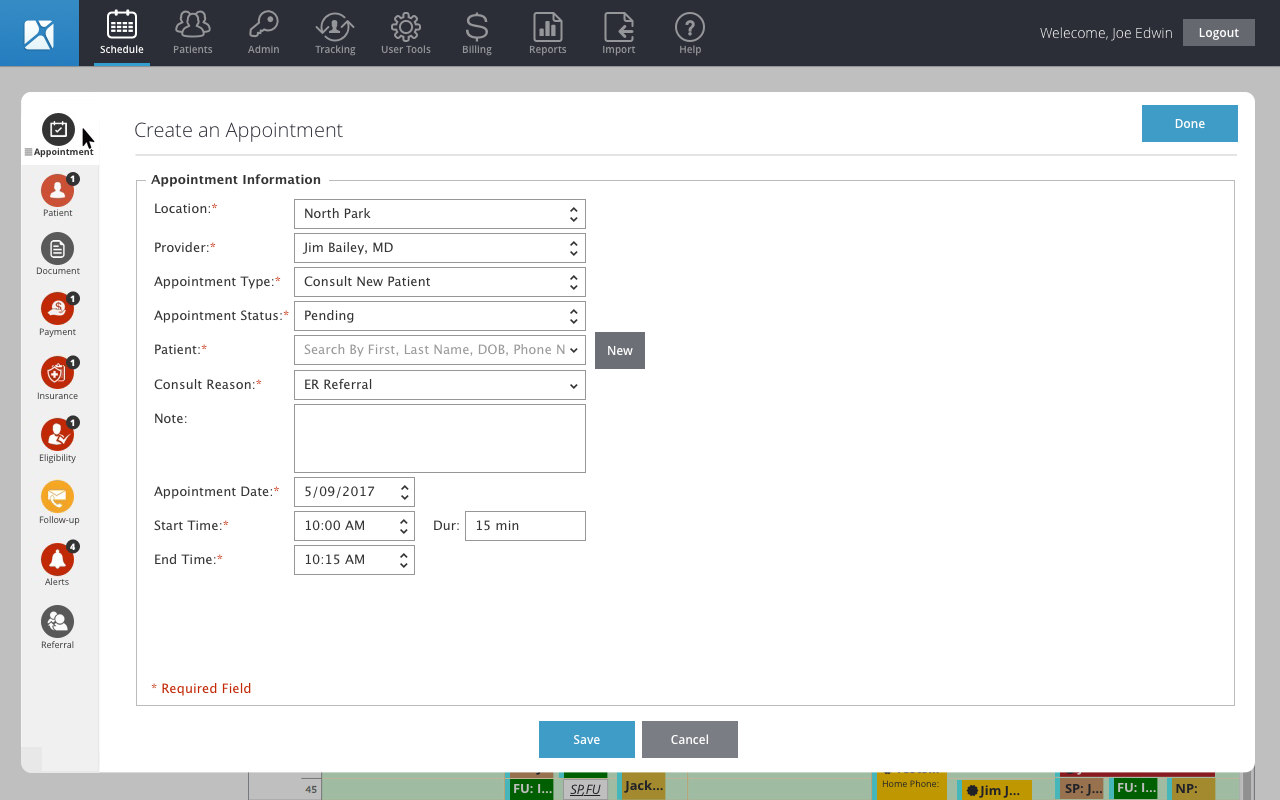 Schedule
Patients
Admin
Tracking
User Tools
Billing
Reports
Import
Help
Welecome, Joe Edwin
Logout
Appointment
1
Patient
Document
1
Payment
1
Insurance
1
Eligibility
Follow-up
4
Alerts
Referral
Create an Appointment
Done
Appointment Information
Location:* North Park
Provider:* Jim Bailey, MD
Appointment Type:* Consult New Patient
Appointment Status:* Pending
Patient:* Search By First, Last Name, DOB, Phone N New
Consult Reason:* ER Referral
Note:
Appointment Date:* 5/09/2017
Start Time:* 10:00 AM Dur: 15 min
End Time:* 10:15 AM
* Required Field
Save
Cancel
45
FU: I...
SP,FU
Jack...
Home Phone:
Jim J...
SP: J...
FU: I...
NP: